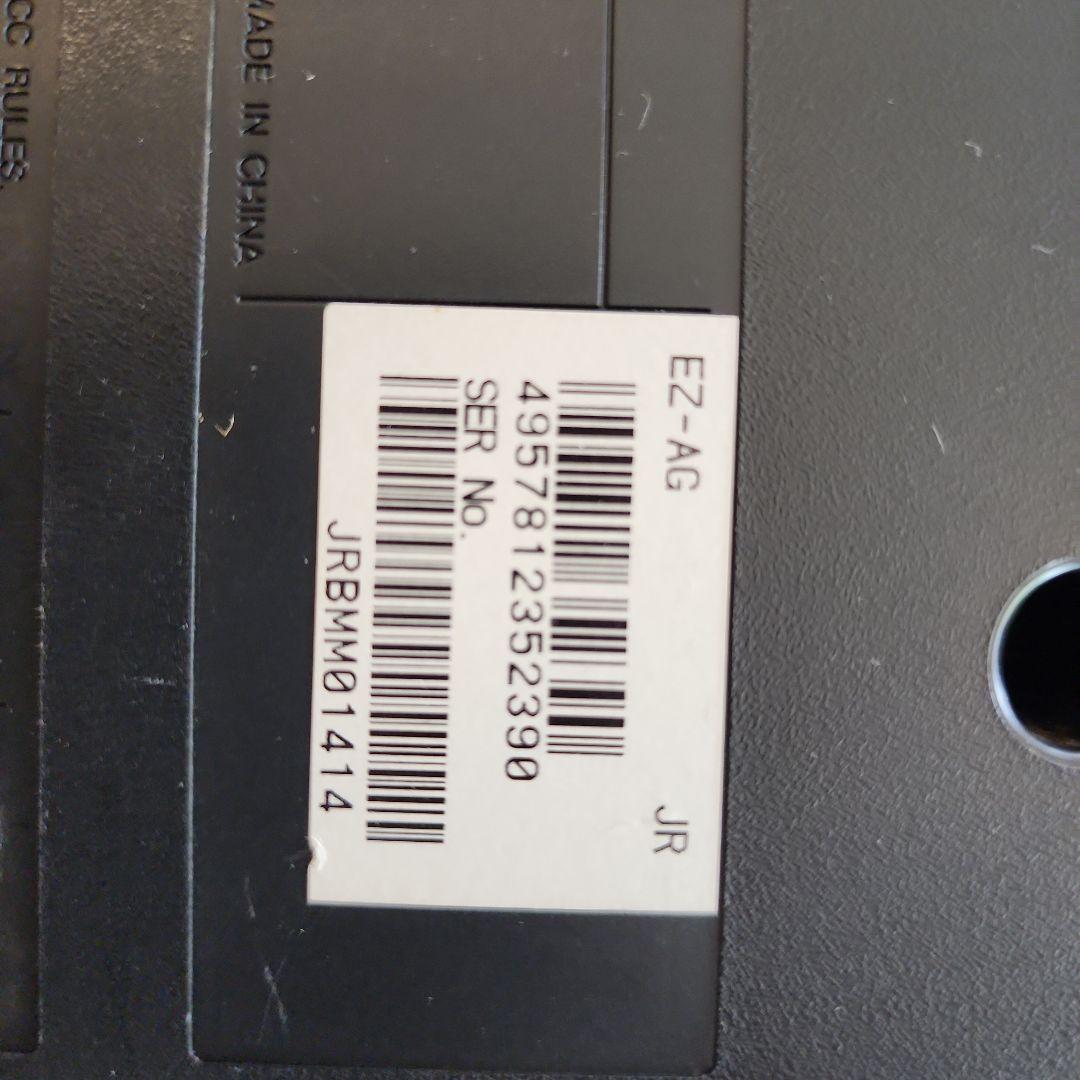 EZ-AG JR
4957812352390
SER No.
JRBMM01414
MADE IN CHINA
CC RULES.